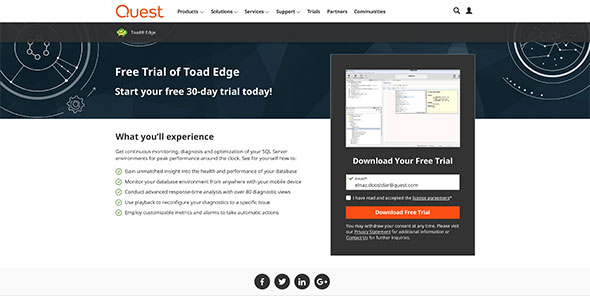 Quest
Products Solutions Services Support Trials Partners Communities
Toad® Edge
Free Trial of Toad Edge
Start your free 30-day trial today!
What you'll experience
Get continuous monitoring, diagnosis and optimization of your SQL Server
environments for peak performance around the clock. See for yourself how to:
Gain unmatched insight into the health and performance of your database
Monitor your database environment from anywhere with your mobile device
Conduct advanced response-time analysis with over 80 diagnostic views
Use playback to reconfigure your diagnostics to a specific issue
Employ customizable metrics and alarms to take automatic actions
Download Your Free Trial
Email*
elnaz.doostdar@quest.com
I have read and accepted the license agreement*
Download Free Trial
You may withdraw your consent at any time. Please visit
our Privacy Statement for additional information or
Contact Us for further inquiries.